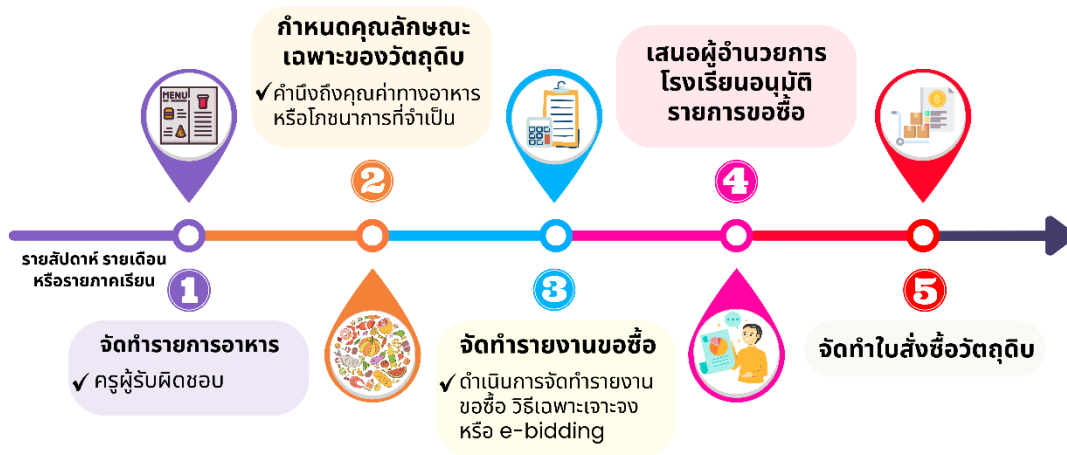 รายสัปดาห์ รายเดือน
หรือรายภาคเรียน
MENU
1
จัดทำรายการอาหาร
✓ ครูผู้รับผิดชอบ
กำหนดคุณลักษณะ
เฉพาะของวัตถุดิบ
✓ คำนึงถึงคุณค่าทางอาหาร
หรือโภชนาการที่จำเป็น
2
3
จัดทำรายงานขอซื้อ
✓ ดำเนินการจัดทำรายงาน
ขอซื้อ วิธีเฉพาะเจาะจง
หรือ e-bidding
เสนอผู้อำนวยการ
โรงเรียนอนุมัติ
รายการขอซื้อ
4
5
จัดทำใบสั่งซื้อวัตถุดิบ